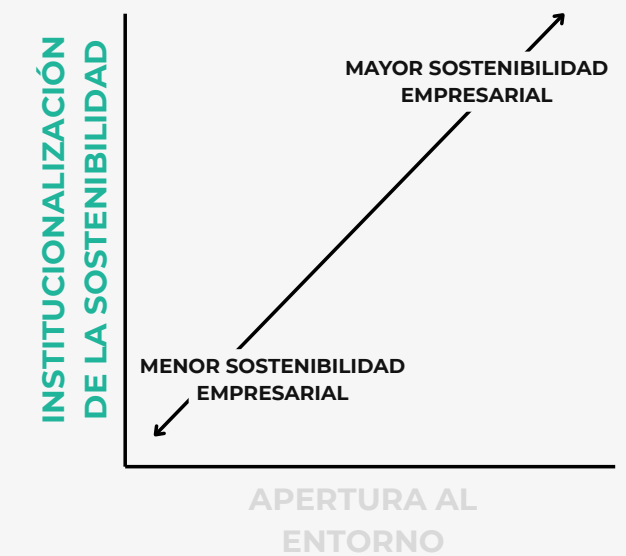 INSTITUCIONALIZACIÓN
DE LA SOSTENIBILIDAD
MAYOR SOSTENIBILIDAD
EMPRESARIAL
MENOR SOSTENIBILIDAD
EMPRESARIAL
APERTURA AL
ENTORNO